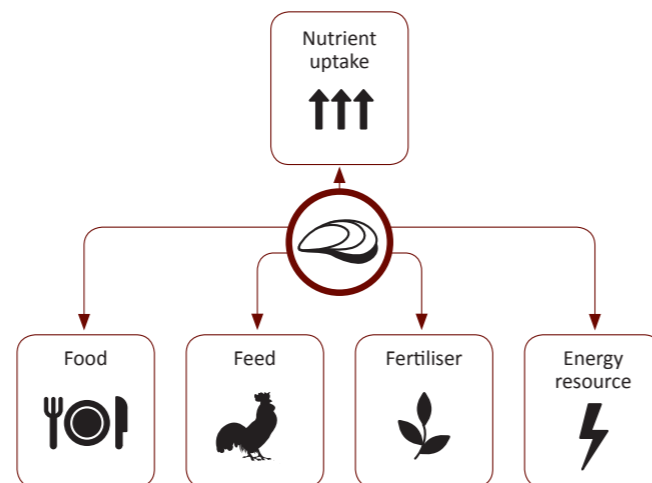 Nutrient
uptake
Food
Feed
Fertiliser
Energy
resource